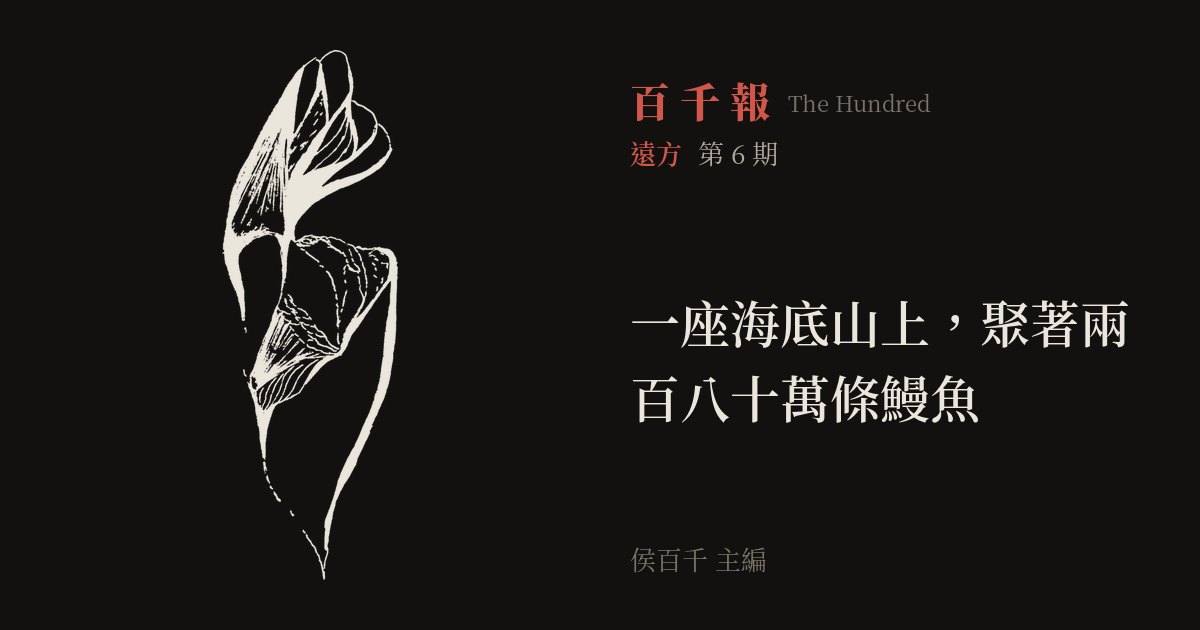 百千報 The Hundred
遠方 第 6 期
一座海底山上，聚著兩
百八十萬條鰻魚
侯百千 主編